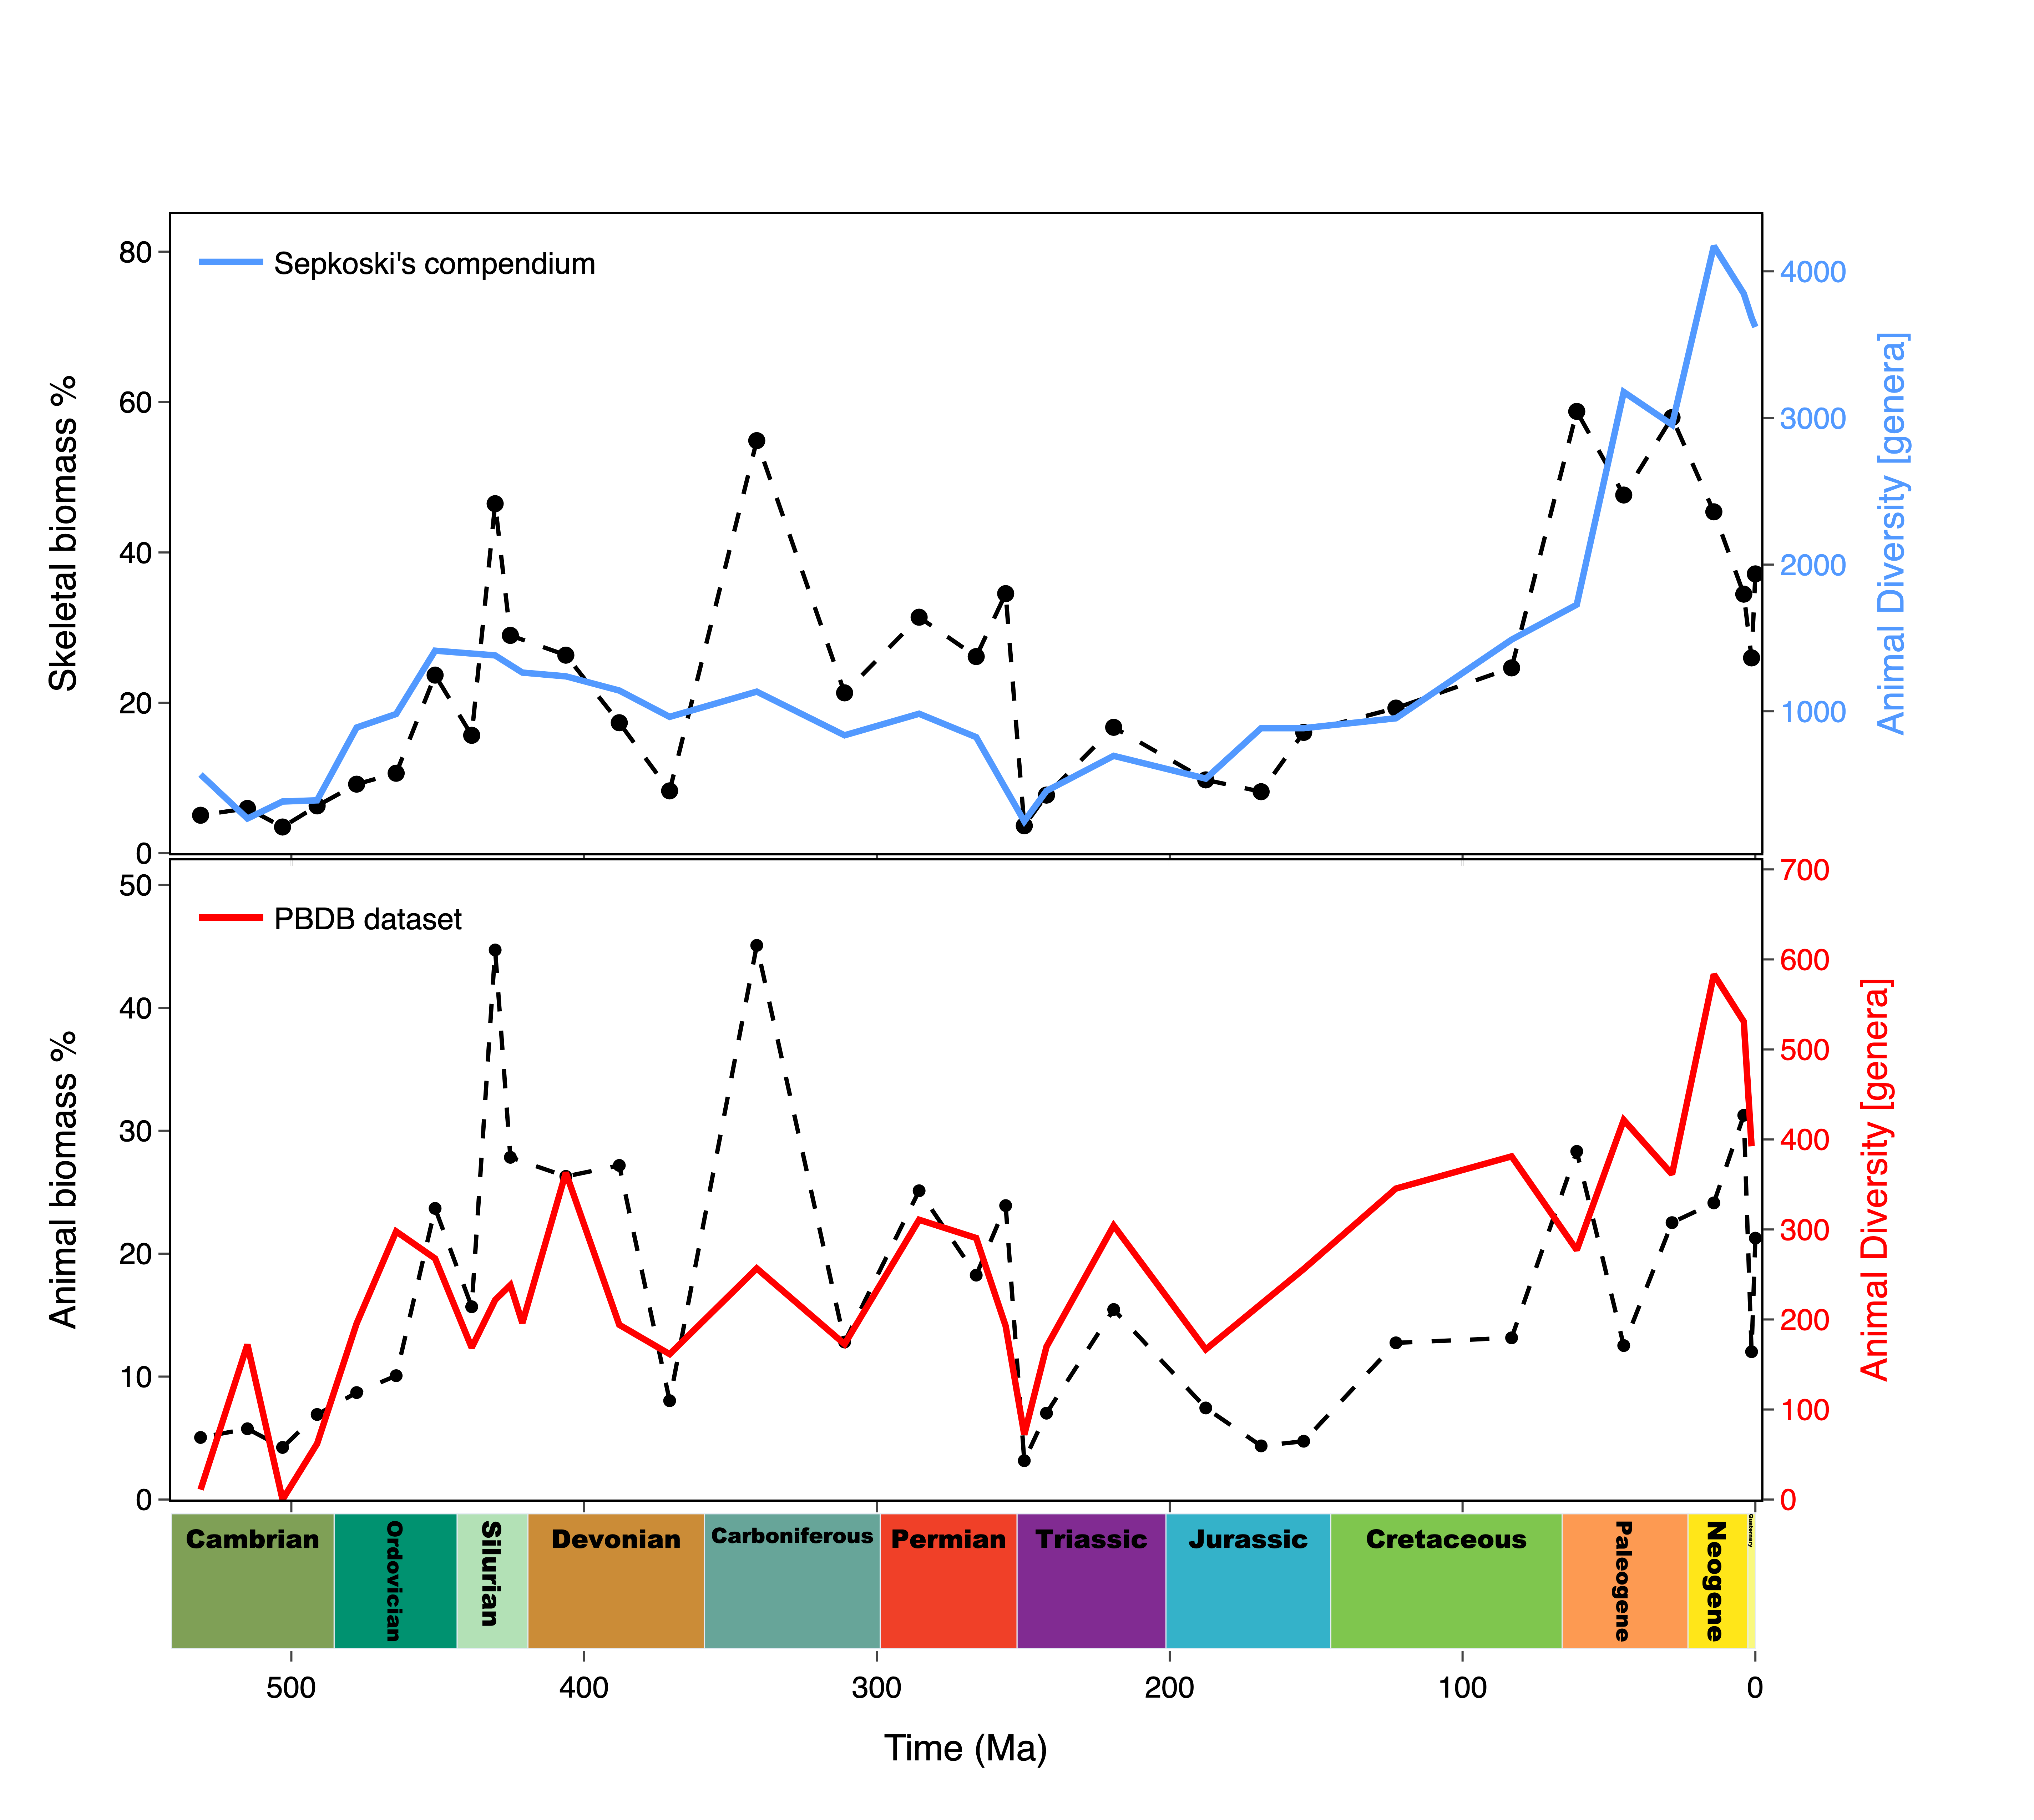 Sepkoski's compendium
Skeletal biomass %
80
60
40
20
0
4000
3000
2000
1000
Animal Diversity [genera]
PBDB dataset
Animal biomass %
50
40
30
20
10
0
700
600
500
400
300
200
100
0
Animal Diversity [genera]
Cambrian
Ordovician
Silurian
Devonian
Carboniferous
Permian
Triassic
Jurassic
Cretaceous
Paleogene
Neogene
Quaternary
500
400
300
200
100
0
Time (Ma)